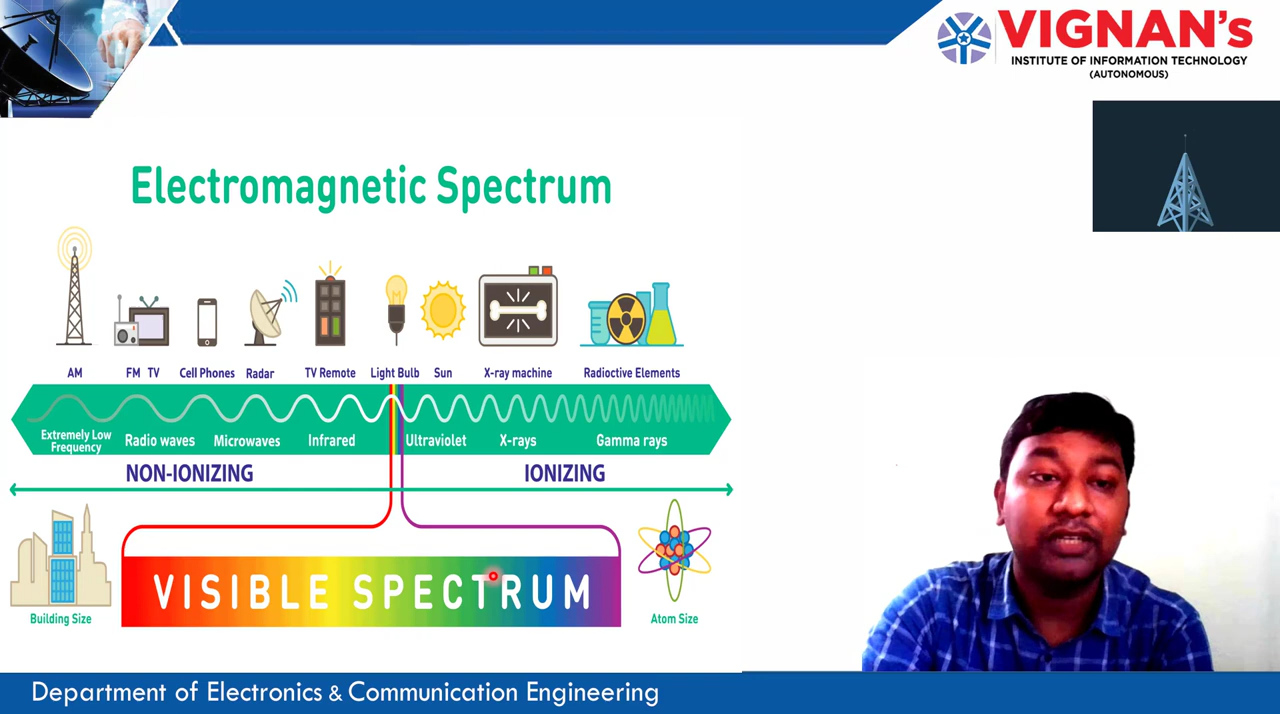 VIGNAN's
INSTITUTE OF INFORMATION TECHNOLOGY
(AUTONOMOUS)
Electromagnetic Spectrum
AM
FM TV
Cell Phones
Radar
TV Remote
Light Bulb
Sun
X-ray machine
Radioctive Elements
Extremely Low
Frequency
Radio waves
Microwaves
Infrared
Ultraviolet
X-rays
Gamma rays
NON-IONIZING
IONIZING
Building Size
VISIBLE SPECTRUM
Atom Size
Department of Electronics & Communication Engineering